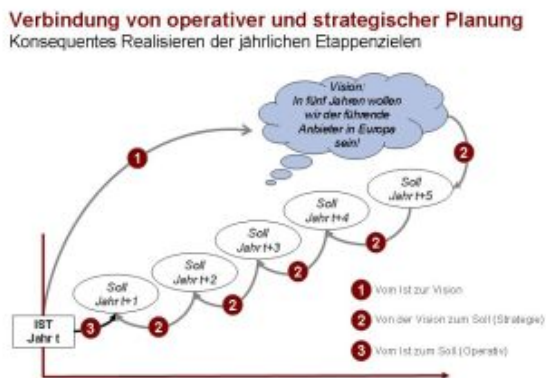 Verbindung von operativer und strategischer Planung
Konsequentes Realisieren der jährlichen Etappenzielen
Vision:
In fünf Jahren wollen
wir der führende
Anbieter in Europa
sein!
1
2
Soll
Jahr t+5
Soll
Jahr t+4
2
Soll
Jahr t+3
2
Soll
Jahr t+2
2
Soll
Jahr t+1
2
IST
Jahr t
3
1 Vom Ist zur Vision
2 Von der Vision zum Soll (Strategie)
3 Vom Ist zum Soll (Operativ)